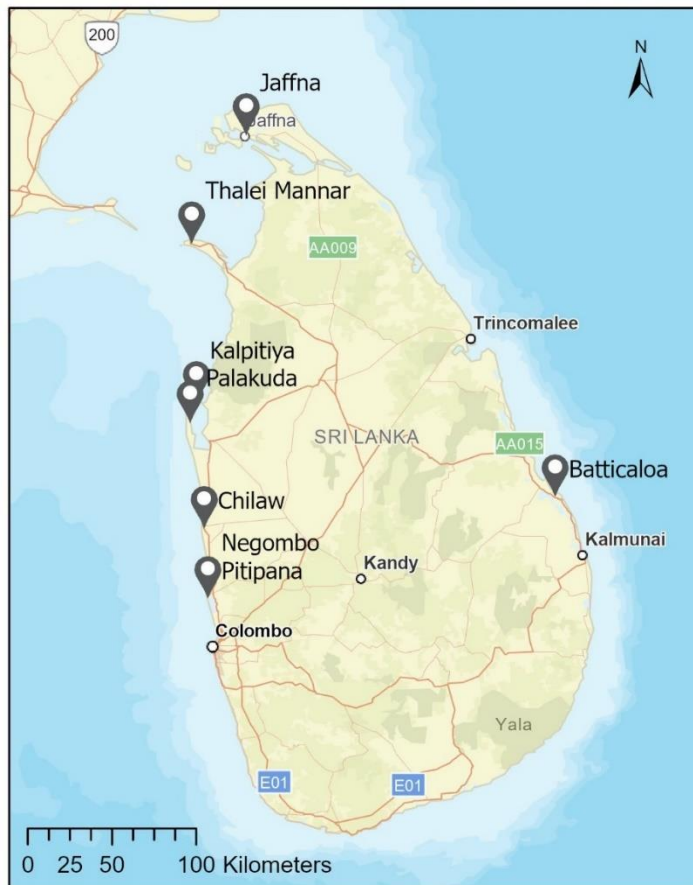 200
N
Jaffna
Jaffna
Thalei Mannar
AA009
Trincomalee
Kalpitiya
Palakuda
SRI LANKA
AA015
Batticaloa
Chilaw
Negombo
Pitipana
Kalmunai
Kandy
Colombo
Yala
E01
E01
0 25 50 100 Kilometers